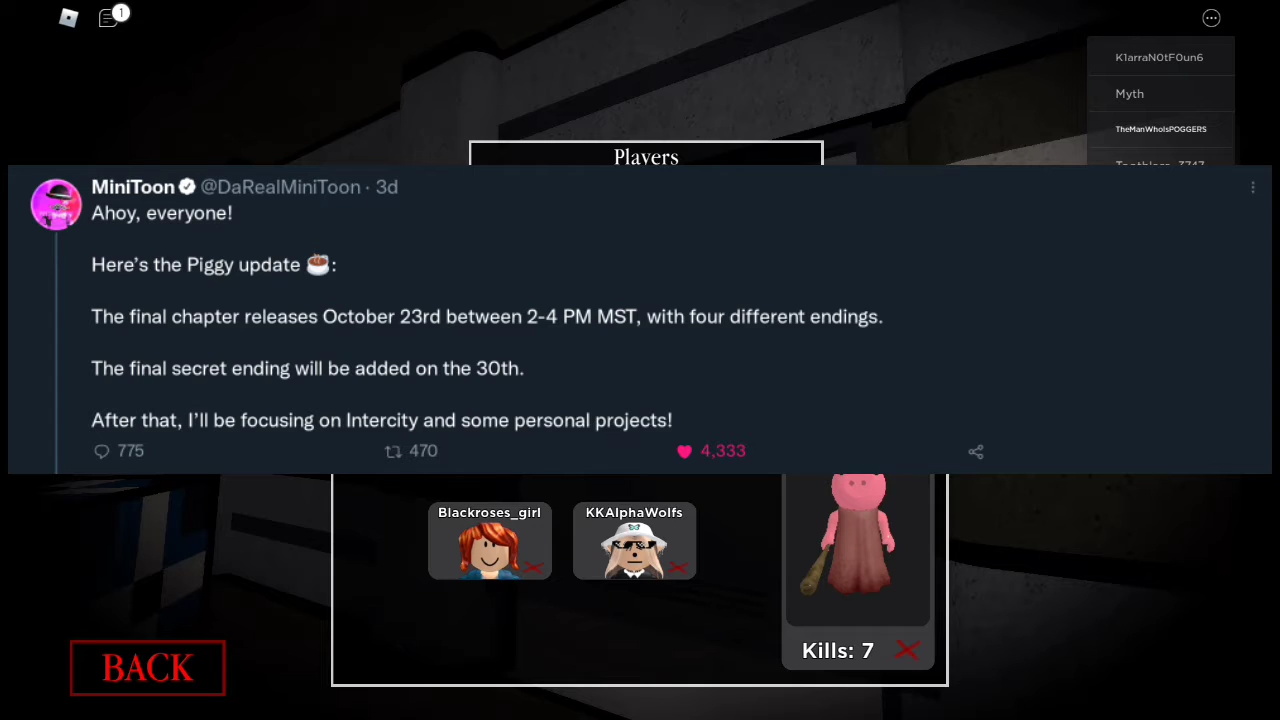 1
K1arraN0tF0un6
Myth
TheManWhoIsPOGGERS
Players
MiniToon @DaRealMiniToon · 3d
Ahoy, everyone!
Here’s the Piggy update ☕:
The final chapter releases October 23rd between 2-4 PM MST, with four different endings.
The final secret ending will be added on the 30th.
After that, I’ll be focusing on Intercity and some personal projects!
775 470 4,333
Blackroses_girl KKAlphaWolfs
Kills: 7
BACK